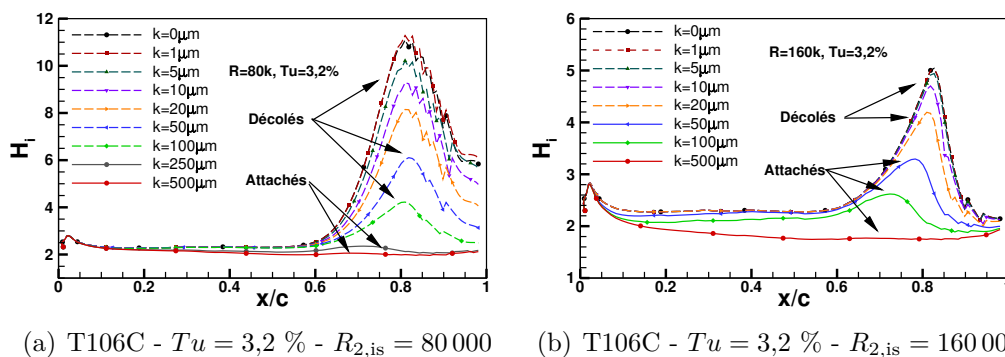 12
10
8
6
4
2
H_i
k=0μm
k=1μm
k=5μm
k=10μm
k=20μm
k=50μm
k=100μm
k=250μm
k=500μm
R=80k, Tu=3,2%
Décolés
Attachés
0 0.2 0.4 0.6 0.8 1
x/c
(a) T106C - Tu = 3,2 % - R2,is = 80 000
6
5
4
3
2
1
H_i
k=0μm
k=1μm
k=5μm
k=10μm
k=20μm
k=50μm
k=100μm
k=500μm
R=160k, Tu=3,2%
Décolés
Attachés
0 0.2 0.4 0.6 0.8 1
x/c
(b) T106C - Tu = 3,2 % - R2,is = 160 00